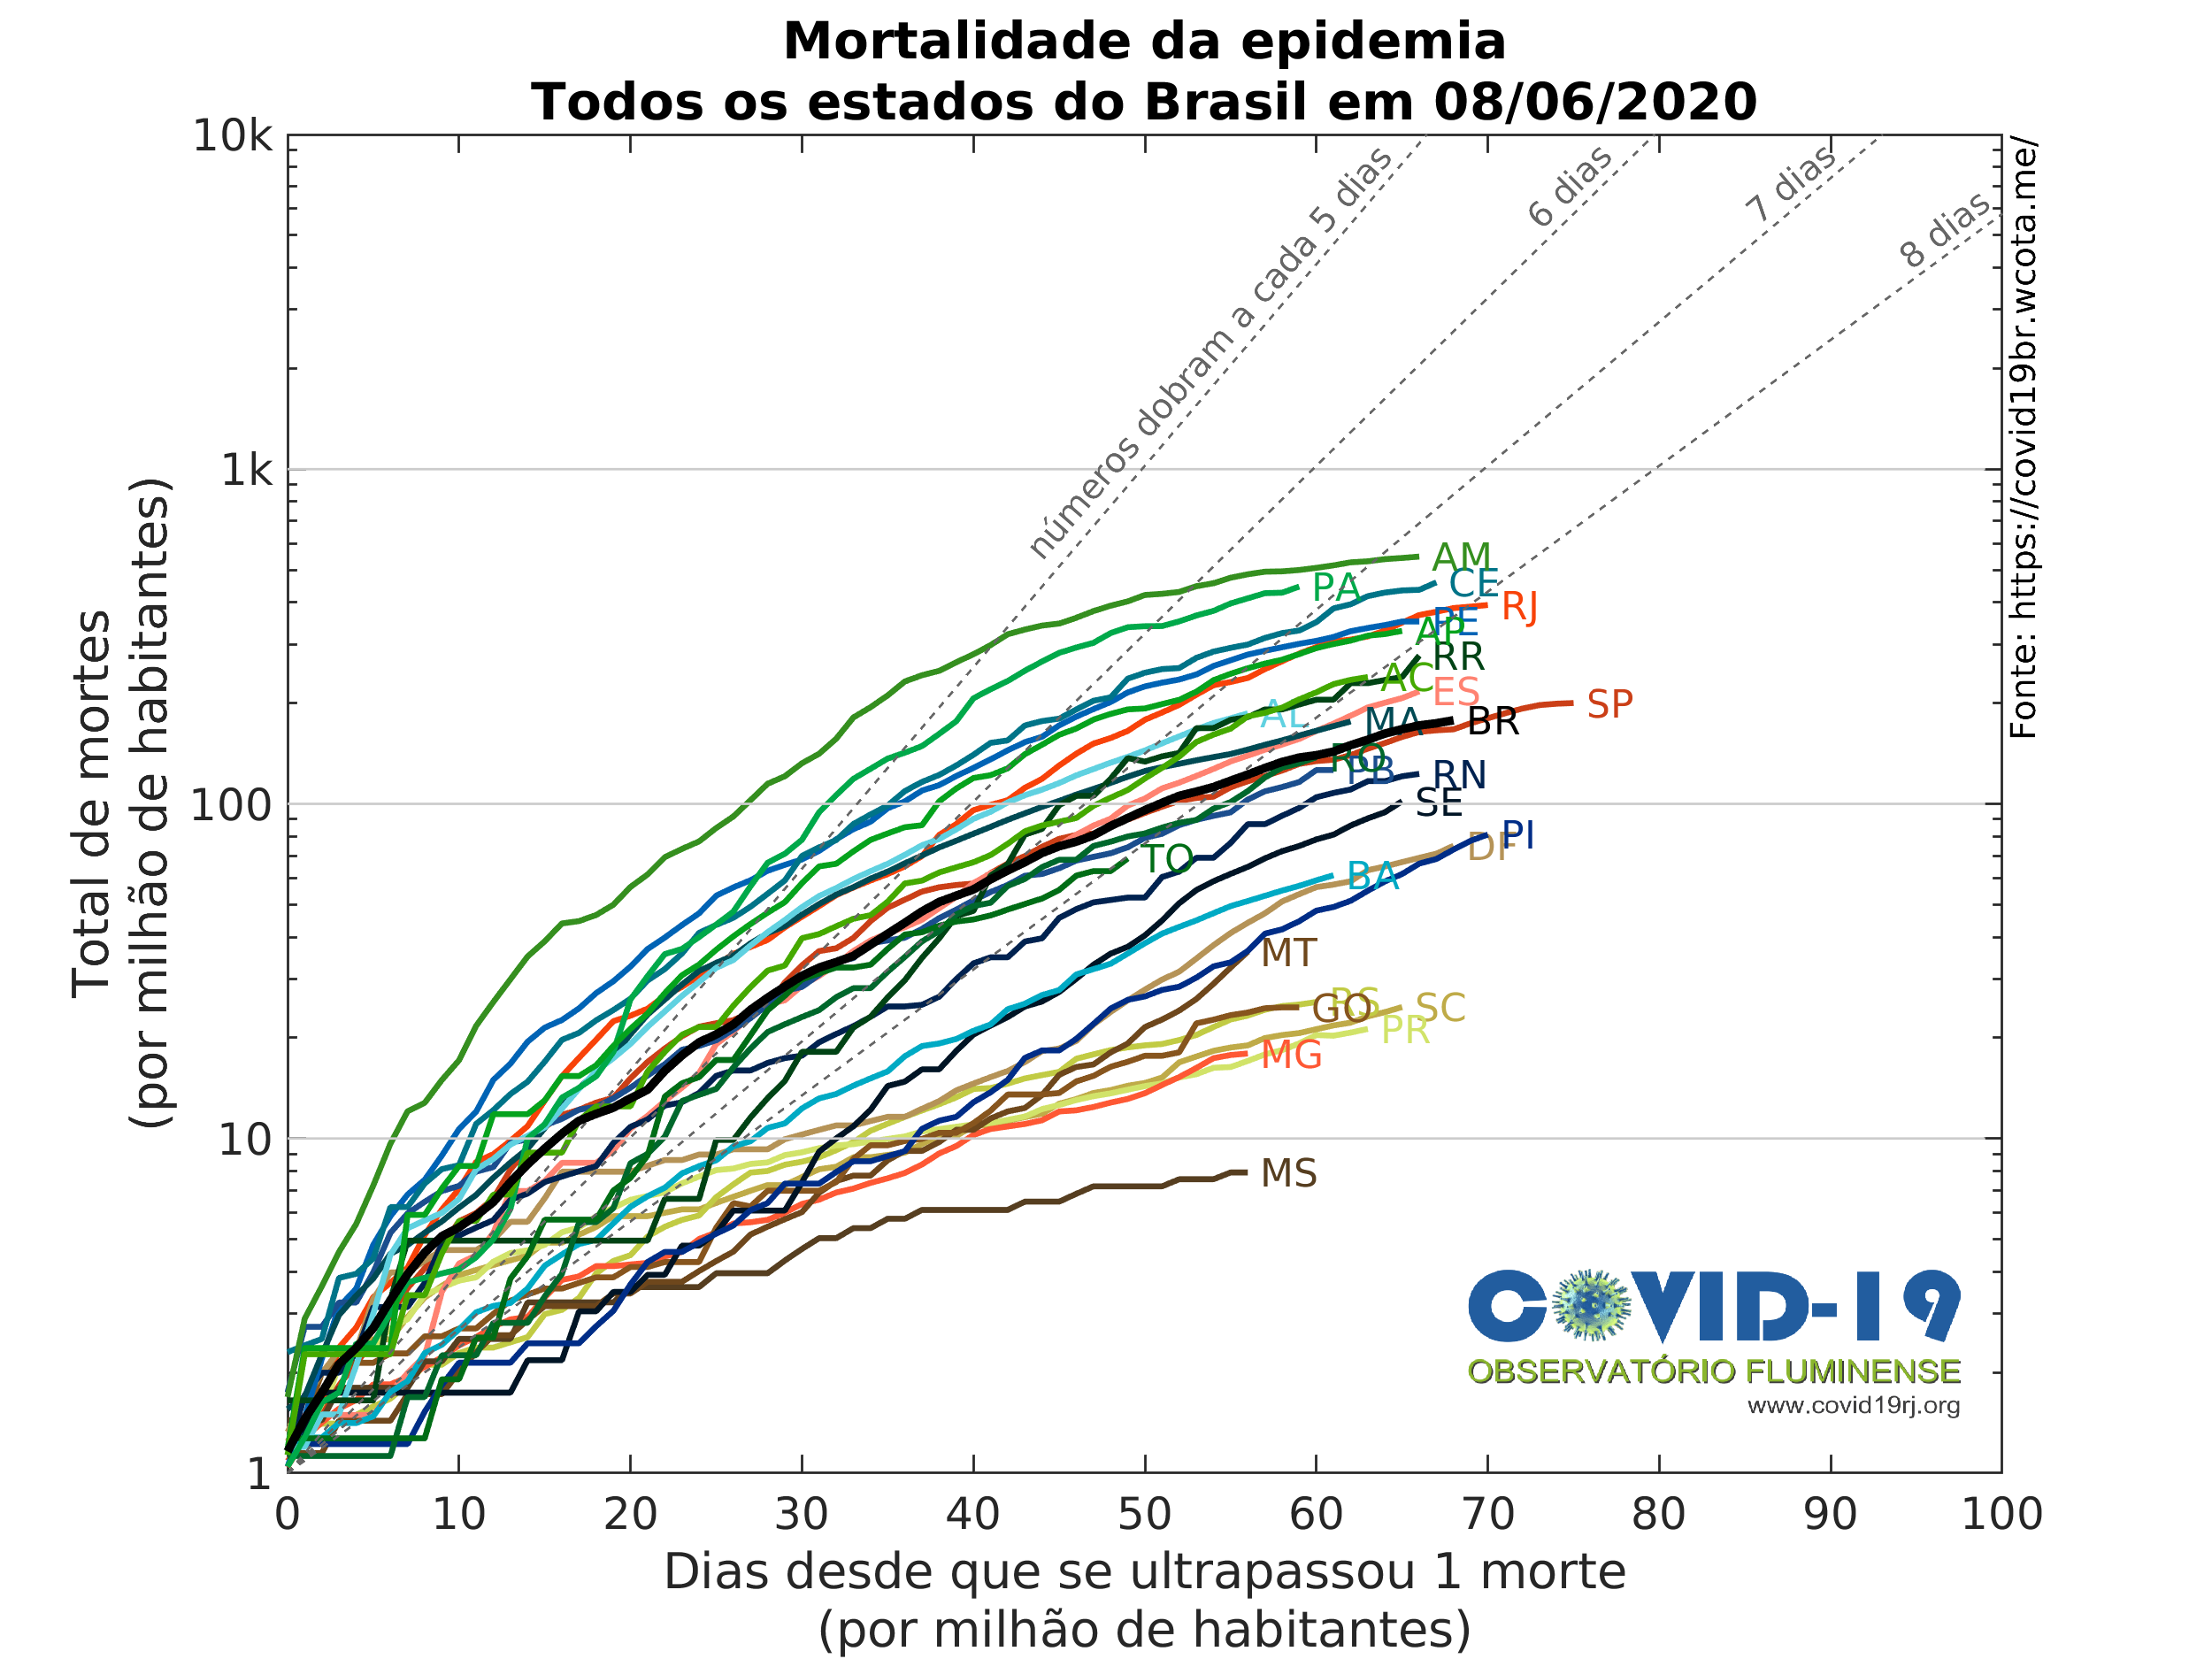 Mortalidade da epidemia
Todos os estados do Brasil em 08/06/2020
10k
1k
100
10
1
Total de mortes
(por milhão de habitantes)
números dobram a cada 5 dias
6 dias
7 dias
8 dias
Fonte: https://covid19br.wcota.me/
AM
CE
PA
RJ
PE
AP
RR
AC
ES
SP
AL
MA
BR
RO
PB
RN
SE
PI
DF
TO
BA
MT
RS
GO
SC
PR
MG
MS
COVID-19
OBSERVATÓRIO FLUMINENSE
www.covid19rj.org
0 10 20 30 40 50 60 70 80 90 100
Dias desde que se ultrapassou 1 morte
(por milhão de habitantes)